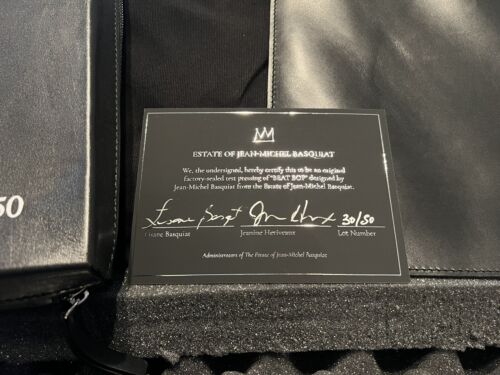 50
ESTATE OF JEAN-MICHEL BASQUIAT
We, the undersigned, hereby certify this to be an original
factory-sealed test pressing of "BEAT BOP" designed by
Jean-Michel Basquiat from the Estate of Jean-Michel Basquiat.
30/50
Lisane Basquiat Jeanine Heriveaux Lot Number
Administrators of The Estate of Jean-Michel Basquiat